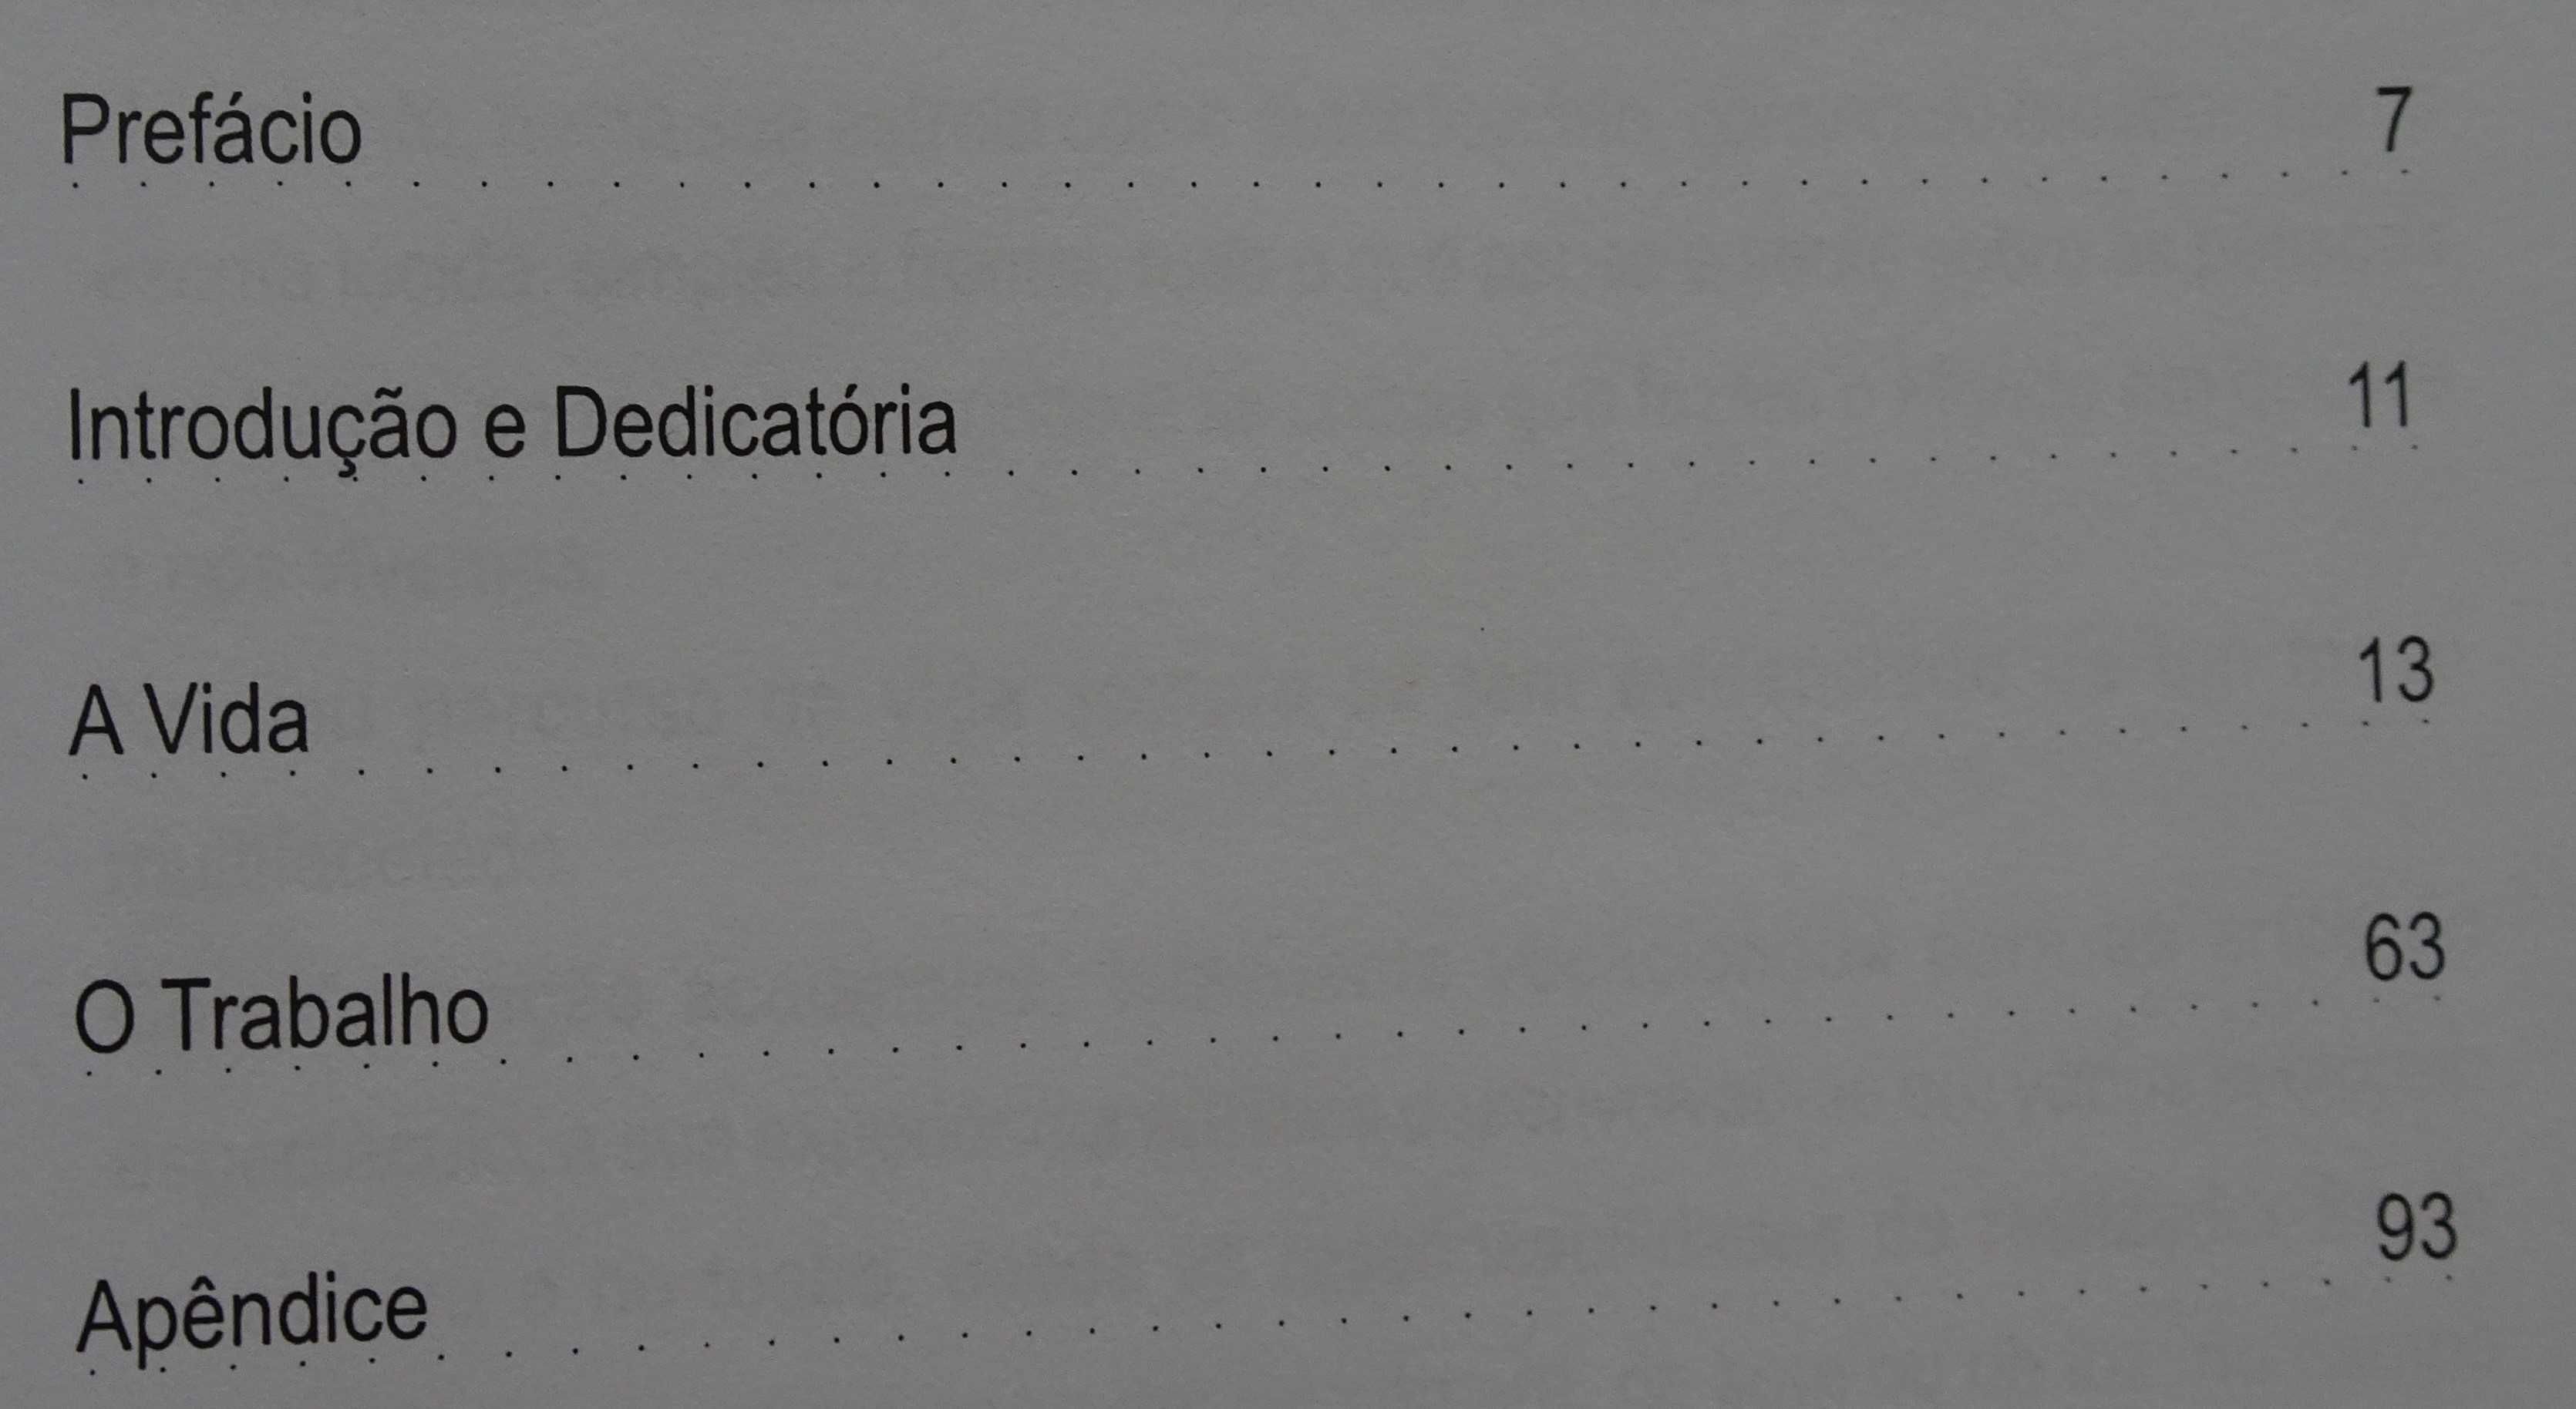 Prefácio 7
Introdução e Dedicatória 11
A Vida 13
O Trabalho 63
Apêndice 93